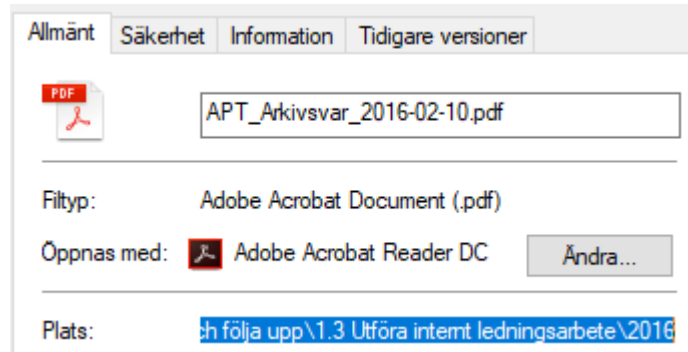 Allmänt Säkerhet Information Tidigare versioner
PDF
APT_Arkivsvar_2016-02-10.pdf
Filtyp: Adobe Acrobat Document (.pdf)
Öppnas med: Adobe Acrobat Reader DC Ändra...
Plats: ch följa upp\1.3 Utföra internt ledningsarbete\2016